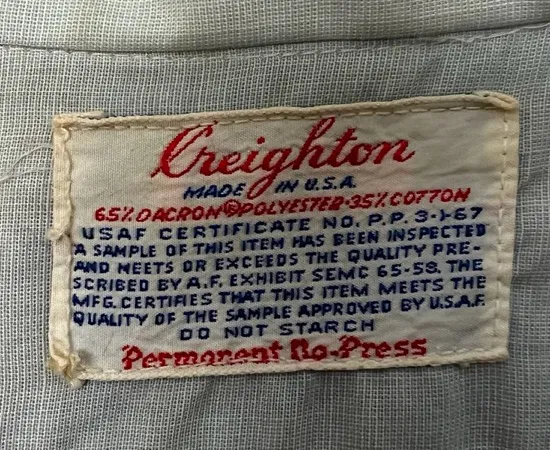 Creighton
MADE IN U.S.A.
65% DACRON® POLYESTER·35% COTTON
USAF CERTIFICATE NO. P.P. 3-1-67
A SAMPLE OF THIS ITEM HAS BEEN INSPECTED
AND MEETS OR EXCEEDS THE QUALITY PRE-
SCRIBED BY A.F. EXHIBIT SEMC 65-58. THE
MFG. CERTIFIES THAT THIS ITEM MEETS THE
QUALITY OF THE SAMPLE APPROVED BY U.S.A.F.
DO NOT STARCH
Permanent No-Press